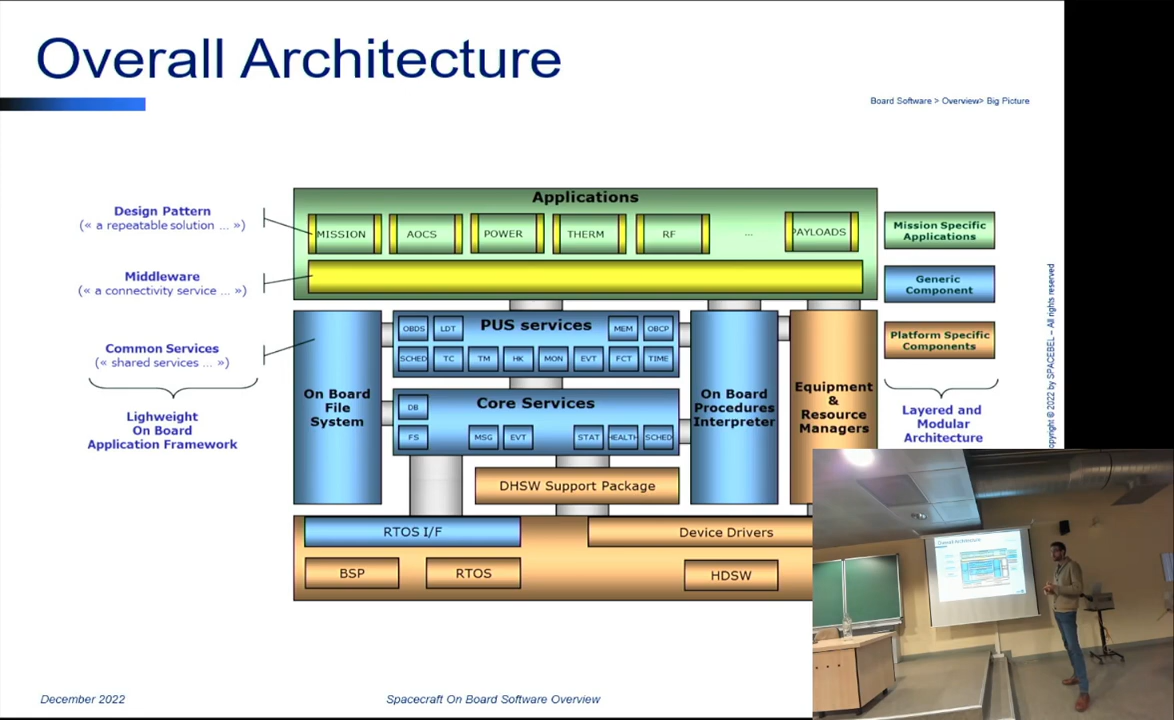 Overall Architecture
Board Software > Overview> Big Picture
Design Pattern
(« a repeatable solution ... »)
Middleware
(« a connectivity service ... »)
Common Services
(« shared services ... »)
Lighweight
On Board
Application Framework
Applications
MISSION
AOCS
POWER
THERM
RF
...
PAYLOADS
PUS services
OBDS
LDT
MEM
OBCP
SCHED
TC
TM
HK
MON
EVT
FCT
TIME
On Board
File
System
Core Services
DB
FS
MSG
EVT
STAT
HEALTH
SCHED
On Board
Procedures
Interpreter
Equipment
&
Resource
Managers
DHSW Support Package
RTOS I/F
Device Drivers
BSP
RTOS
HDSW
Mission Specific
Applications
Generic
Component
Platform Specific
Components
Layered and
Modular
Architecture
opyright © 2022 by SPACEBEL – All rights reserved
December 2022
Spacecraft On Board Software Overview
Overall Architecture